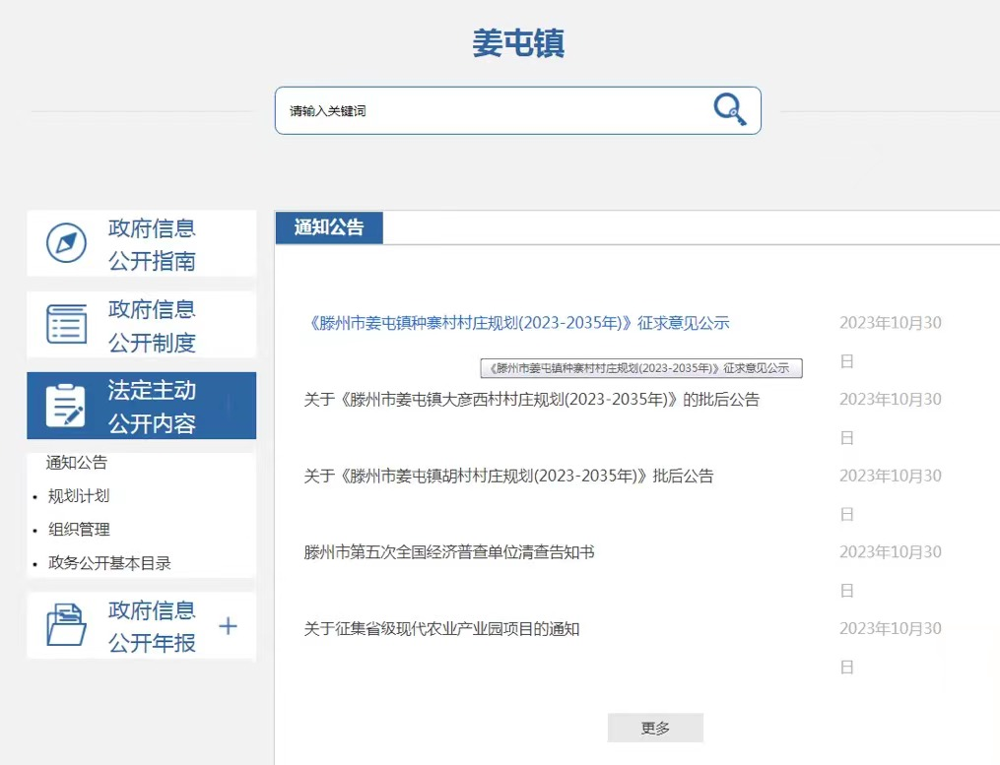 姜屯镇
请输入关键词
政府信息
公开指南
政府信息
公开制度
法定主动
公开内容
通知公告
• 规划计划
• 组织管理
• 政务公开基本目录
政府信息
公开年报
+
通知公告
《滕州市姜屯镇种寨村村庄规划(2023-2035年)》征求意见公示
2023年10月30
日
《滕州市姜屯镇种寨村村庄规划(2023-2035年)》征求意见公示
关于《滕州市姜屯镇大彦西村村庄规划(2023-2035年)》的批后公告
2023年10月30
日
关于《滕州市姜屯镇胡村村庄规划(2023-2035年)》批后公告
2023年10月30
日
滕州市第五次全国经济普查单位清查告知书
2023年10月30
日
关于征集省级现代农业产业园项目的通知
2023年10月30
日
更多